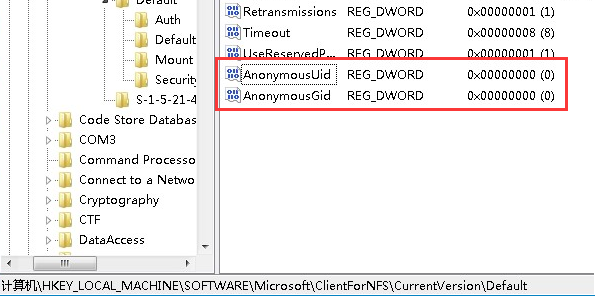 Default
Auth
Default
Mount
Security
S-1-5-21-4
Code Store Databas
COM3
Command Processo
Connect to a Netwo
Cryptography
CTF
DataAccess
Retransmissions REG_DWORD 0x00000001 (1)
Timeout REG_DWORD 0x00000008 (8)
UseReservedP... REG_DWORD 0x00000001 (1)
AnonymousUid REG_DWORD 0x00000000 (0)
AnonymousGid REG_DWORD 0x00000000 (0)
计算机\HKEY_LOCAL_MACHINE\SOFTWARE\Microsoft\ClientForNFS\CurrentVersion\Default